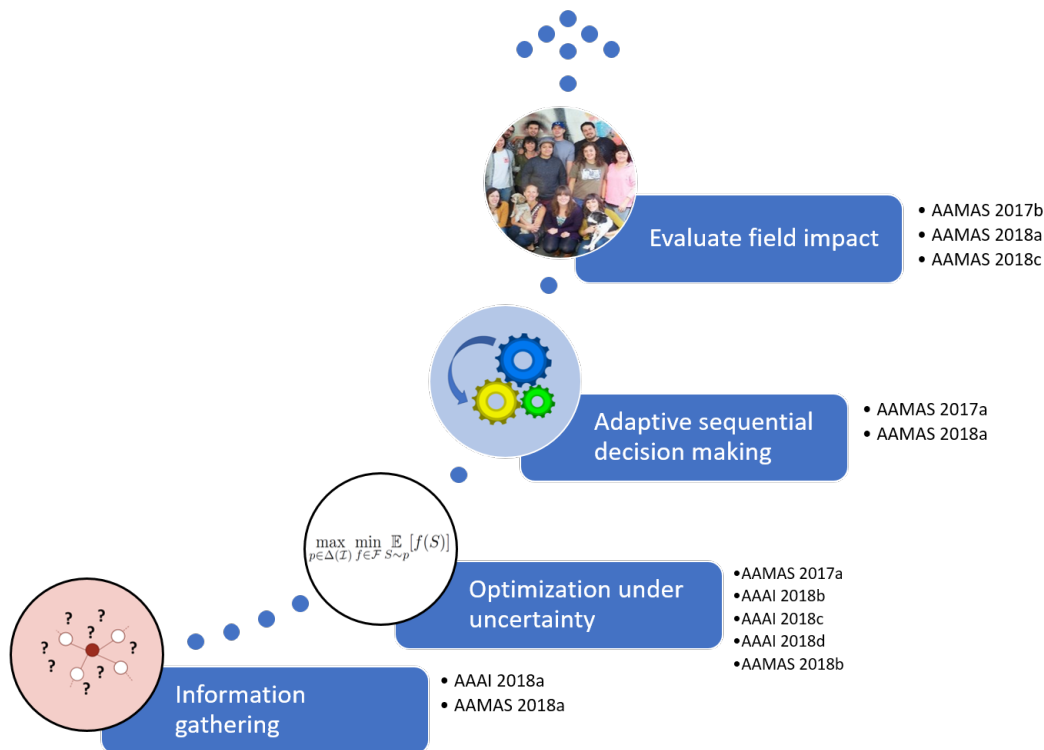 Evaluate field impact
• AAMAS 2017b
• AAMAS 2018a
• AAMAS 2018c
Adaptive sequential
decision making
• AAMAS 2017a
• AAMAS 2018a
max min 𝔼 [f(S)]
p∈Δ(ℐ) f∈ℱ S∼p
Optimization under
uncertainty
•AAMAS 2017a
•AAAI 2018b
•AAAI 2018c
•AAAI 2018d
•AAMAS 2018b
? ?
? ? ?
? ? ?
?
Information
gathering
• AAAI 2018a
• AAMAS 2018a